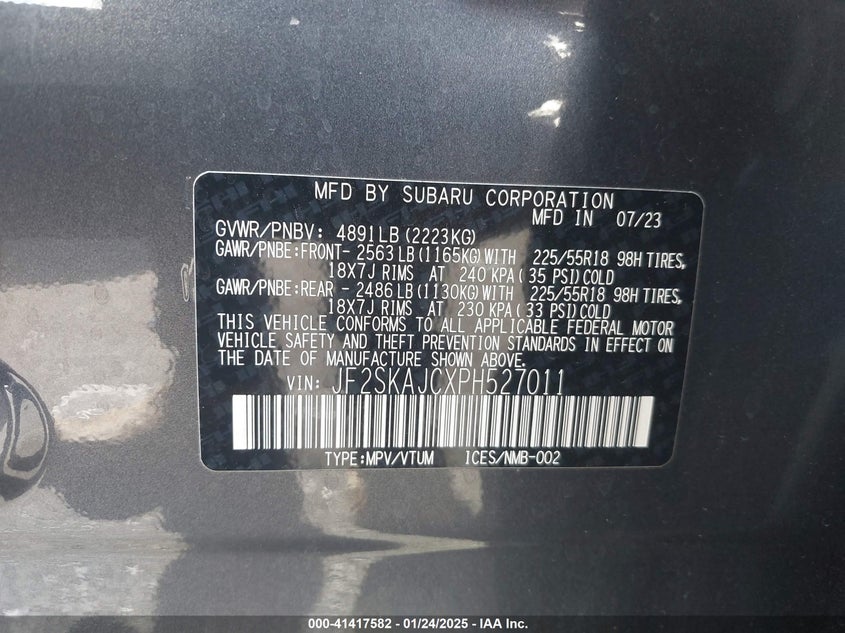 MFD BY SUBARU CORPORATION
MFD IN 07/23
GVWR/PNBV: 4891LB(2223KG)
GAWR/PNBE:FRONT- 2563LB(1165KG)WITH 225/55R18 98H TIRES,
18X7J RIMS AT 240 KPA(35 PSI)COLD
GAWR/PNBE:REAR - 2486LB(1130KG)WITH 225/55R18 98H TIRES,
18X7J RIMS AT 230 KPA(33 PSI)COLD
THIS VEHICLE CONFORMS TO ALL APPLICABLE FEDERAL MOTOR
VEHICLE SAFETY AND THEFT PREVENTION STANDARDS IN EFFECT ON
THE DATE OF MANUFACTURE SHOWN ABOVE.
VIN: JF2SKAJCXPH527011
TYPE:MPV/VTUM ICES/NMB-002
000-41417582 - 01/24/2025 - IAA Inc.